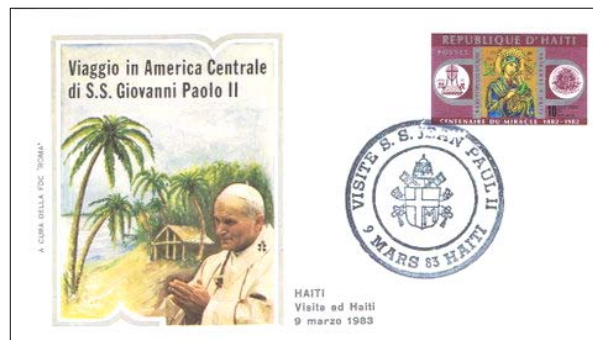 Viaggio in America Centrale
di S.S. Giovanni Paolo II
A CURA DELLA FDC "ROMA"
HAITI
Visita ad Haiti
9 marzo 1983
REPUBLIQUE D'HAITI
POSTES
10
CENTENAIRE DU MIRACLE 1882-1982
VISITE S. S. JEAN PAUL II
9 MARS 83 HAITI